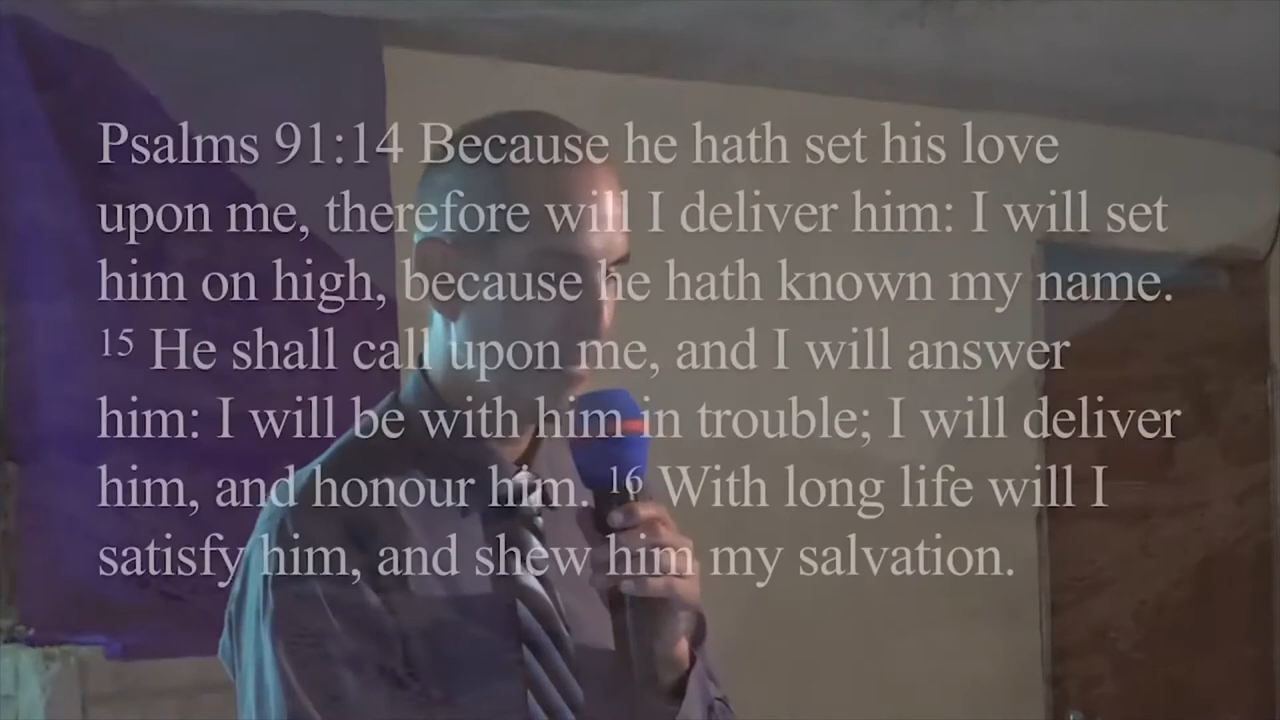 Psalms 91:14 Because he hath set his love
upon me, therefore will I deliver him: I will set
him on high, because he hath known my name.
15 He shall call upon me, and I will answer
him: I will be with him in trouble; I will deliver
him, and honour him. 16 With long life will I
satisfy him, and shew him my salvation.